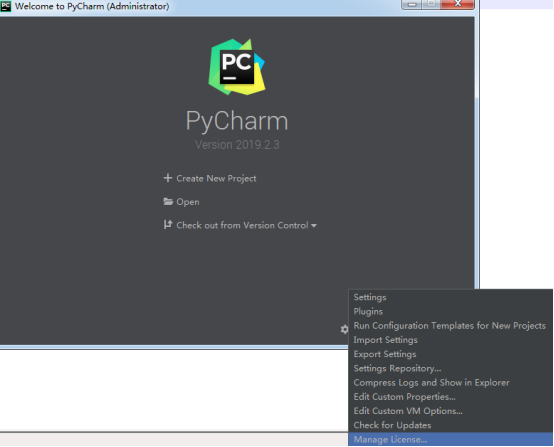 PC Welcome to PyCharm (Administrator)
PC
PyCharm
Version 2019.2.3
Create New Project
Open
Check out from Version Control
Settings
Plugins
Run Configuration Templates for New Projects
Import Settings
Export Settings
Settings Repository...
Compress Logs and Show in Explorer
Edit Custom Properties...
Edit Custom VM Options...
Check for Updates
Manage License...